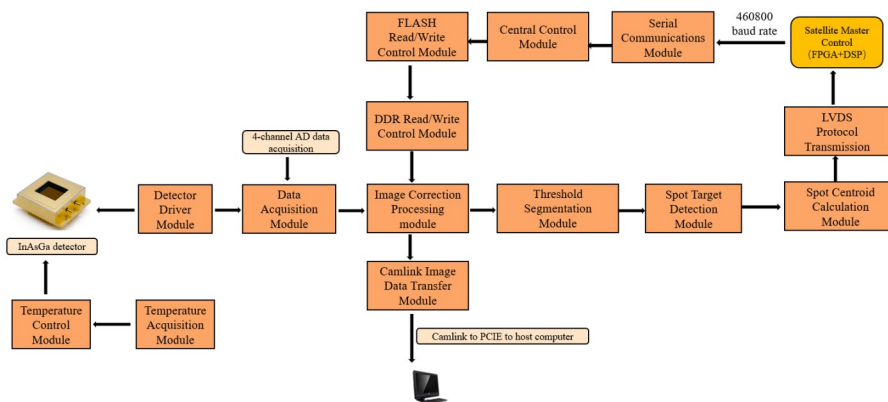 FLASH
Read/Write
Control Module
Central Control
Module
Serial
Communications
Module
460800
baud rate
Satellite Master
Control
(FPGA+DSP)
DDR Read/Write
Control Module
LVDS
Protocol
Transmission
4-channel AD data
acquisition
Detector
Driver
Module
Data
Acquisition
Module
Image Correction
Processing
module
Threshold
Segmentation
Module
Spot Target
Detection
Module
Spot Centroid
Calculation
Module
InAsGa detector
Camlink Image
Data Transfer
Module
Temperature
Control
Module
Temperature
Acquisition
Module
Camlink to PCIE to host computer